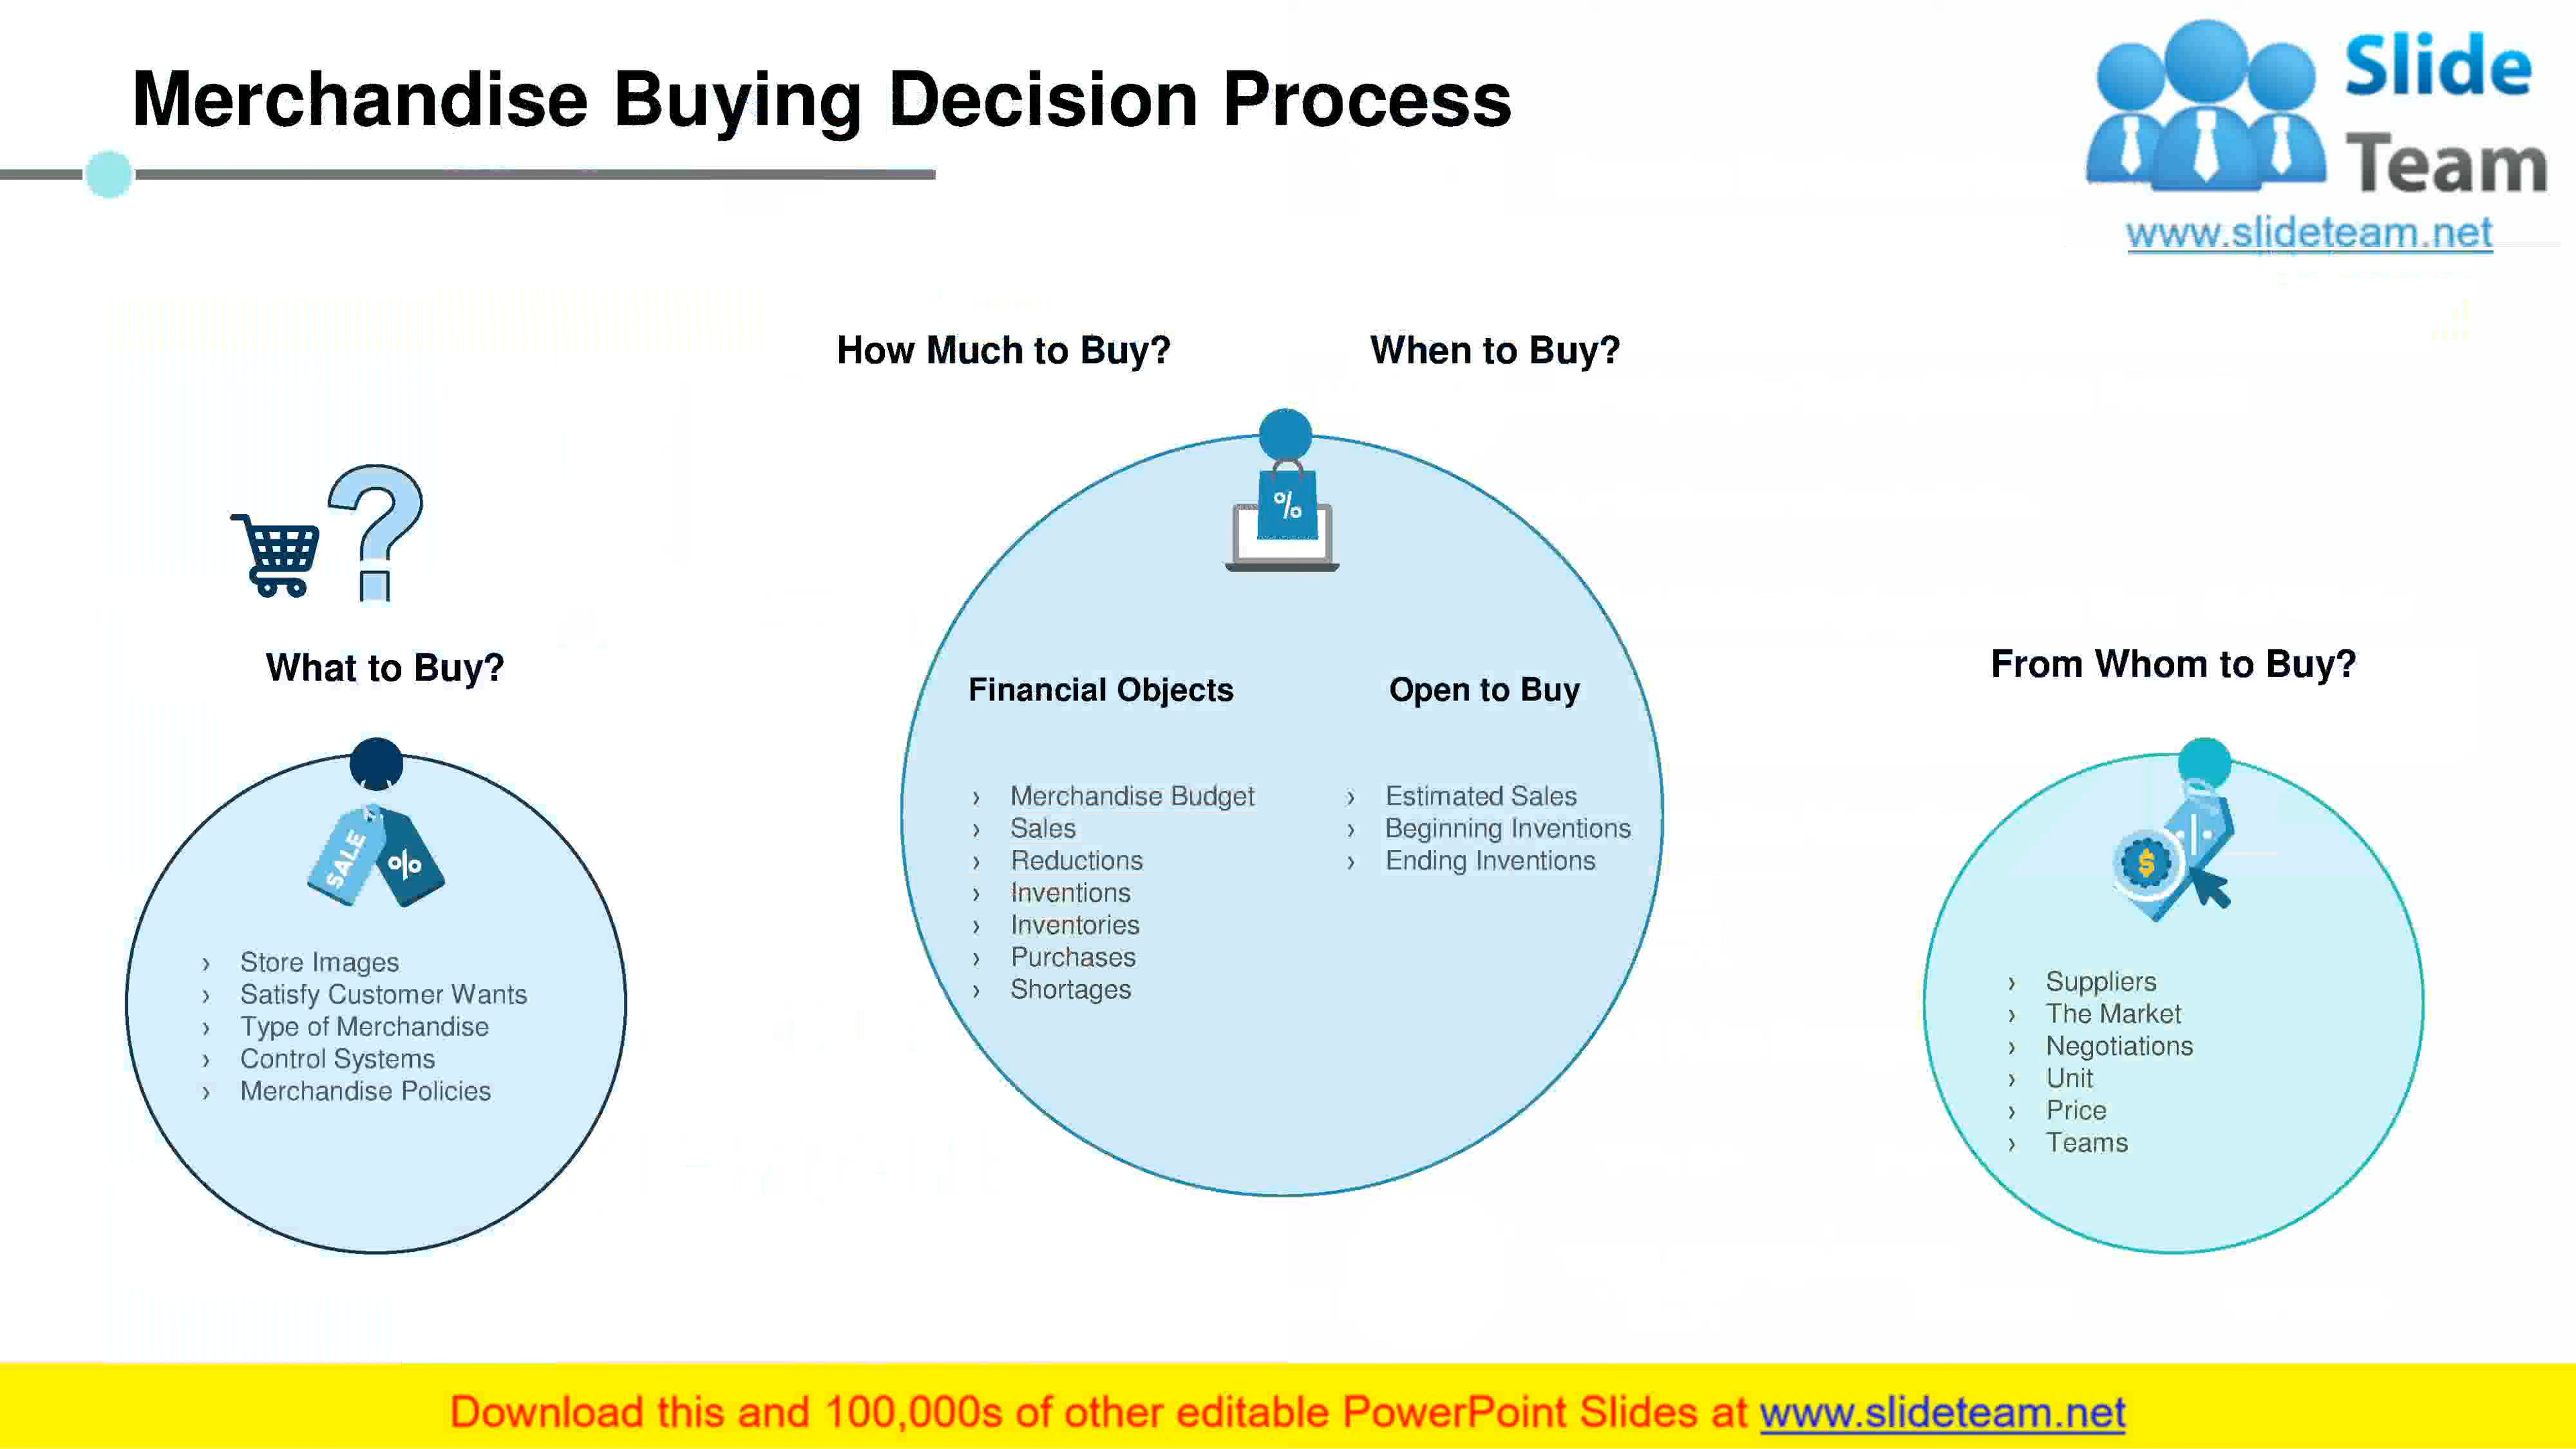 Merchandise Buying Decision Process
Slide
Team
www.slideteam.net
How Much to Buy?
When to Buy?
%
What to Buy?
SALE
%
› Store Images
› Satisfy Customer Wants
› Type of Merchandise
› Control Systems
› Merchandise Policies
Financial Objects
› Merchandise Budget
› Sales
› Reductions
› Inventions
› Inventories
› Purchases
› Shortages
Open to Buy
› Estimated Sales
› Beginning Inventions
› Ending Inventions
From Whom to Buy?
$
› Suppliers
› The Market
› Negotiations
› Unit
› Price
› Teams
Download this and 100,000s of other editable PowerPoint Slides at www.slideteam.net